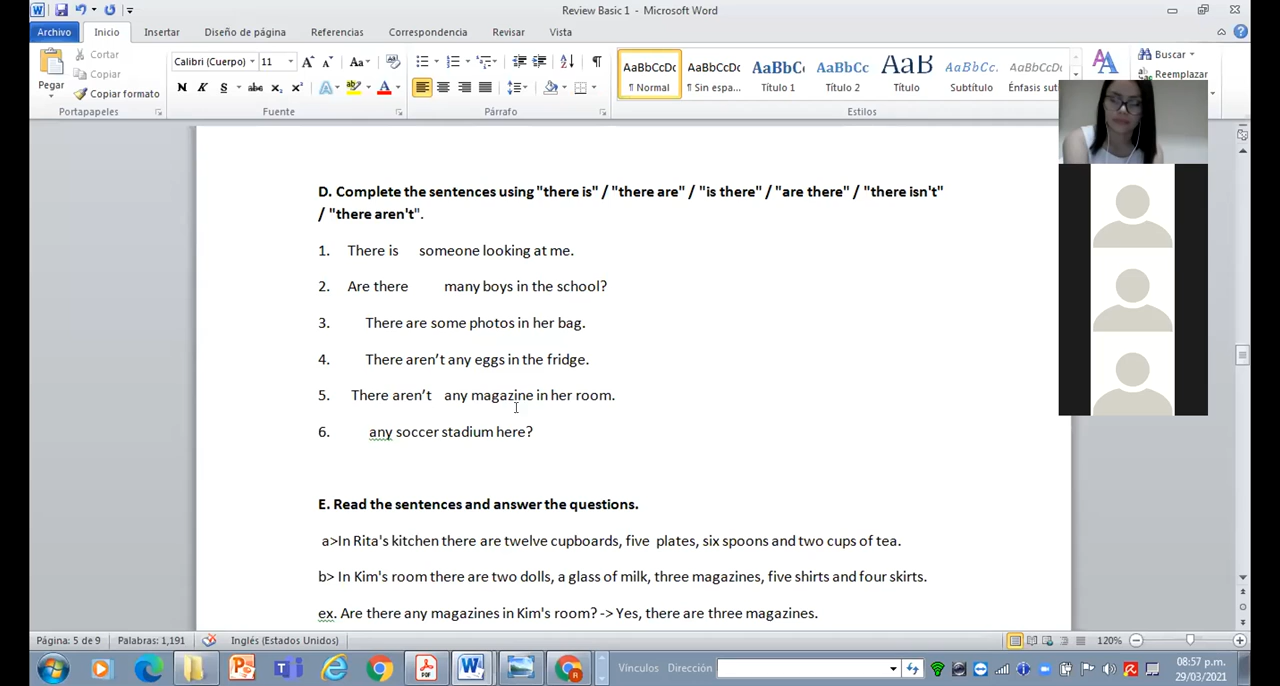 Review Basic 1 - Microsoft Word
Archivo Inicio Insertar Diseño de página Referencias Correspondencia Revisar Vista
Pegar
Cortar
Copiar
Copiar formato
Portapapeles
Calibri (Cuerpo) 11
N K S abc x₂ x²
Fuente
Párrafo
AaBbCcDc AaBbCcDc AaBbC AaBbCc AaB AaBbCc. AaBbCcDc
¶ Normal ¶ Sin espa... Título 1 Título 2 Título Subtítulo Énfasis sut
Estilos
Buscar
Reemplazar
D. Complete the sentences using "there is" / "there are" / "is there" / "are there" / "there isn't"
/ "there aren't".
1. There is someone looking at me.
2. Are there many boys in the school?
3. There are some photos in her bag.
4. There aren't any eggs in the fridge.
5. There aren't any magazine in her room.
6. any soccer stadium here?
E. Read the sentences and answer the questions.
a>In Rita's kitchen there are twelve cupboards, five plates, six spoons and two cups of tea.
b> In Kim's room there are two dolls, a glass of milk, three magazines, five shirts and four skirts.
ex. Are there any magazines in Kim's room? -> Yes, there are three magazines.
Página: 5 de 9 Palabras: 1,191 Inglés (Estados Unidos) 120%
Vínculos Dirección
08:57 p.m.
29/03/2021